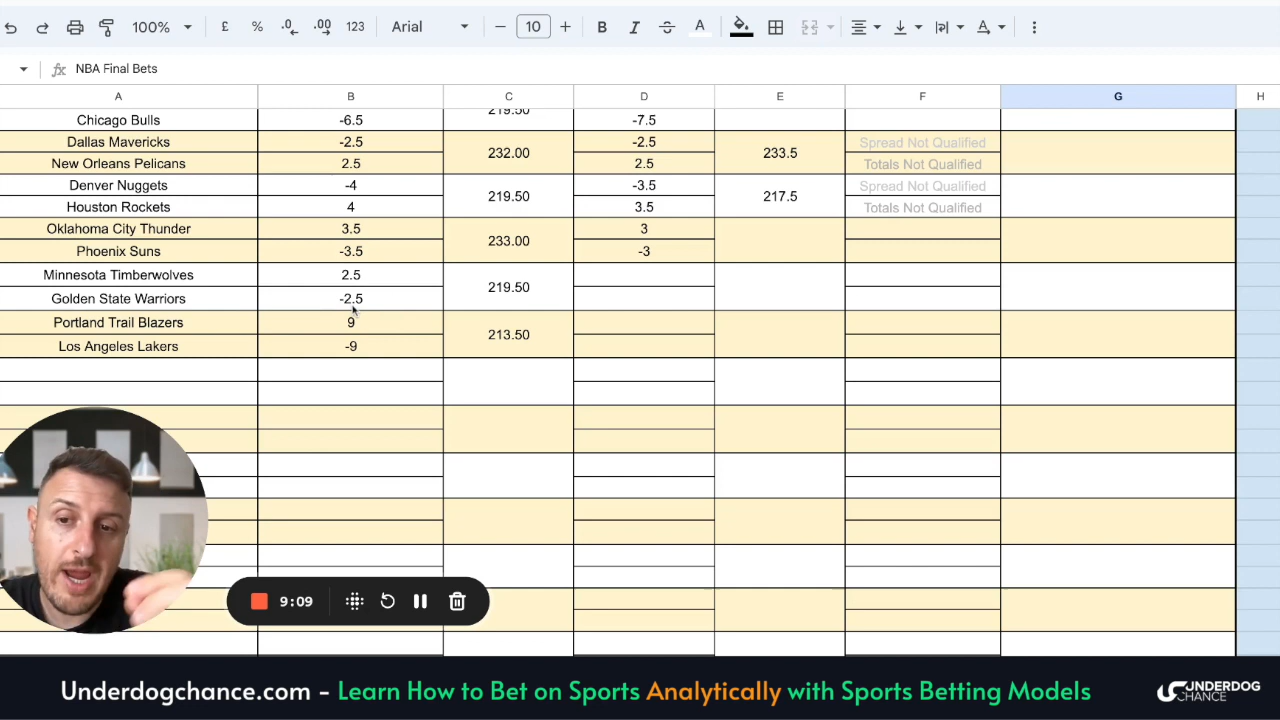 100% £ % .0 .00 123 Arial 10 B I A
fx NBA Final Bets
A B C D E F G H
219.50
Chicago Bulls -6.5 -7.5
Dallas Mavericks -2.5 232.00 -2.5 233.5 Spread Not Qualified
New Orleans Pelicans 2.5 2.5 Totals Not Qualified
Denver Nuggets -4 219.50 -3.5 217.5 Spread Not Qualified
Houston Rockets 4 3.5 Totals Not Qualified
Oklahoma City Thunder 3.5 233.00 3
Phoenix Suns -3.5 -3
Minnesota Timberwolves 2.5 219.50
Golden State Warriors -2.5
Portland Trail Blazers 9 213.50
Los Angeles Lakers -9
9:09
Underdogchance.com - Learn How to Bet on Sports Analytically with Sports Betting Models
UNDERDOG
CHANCE